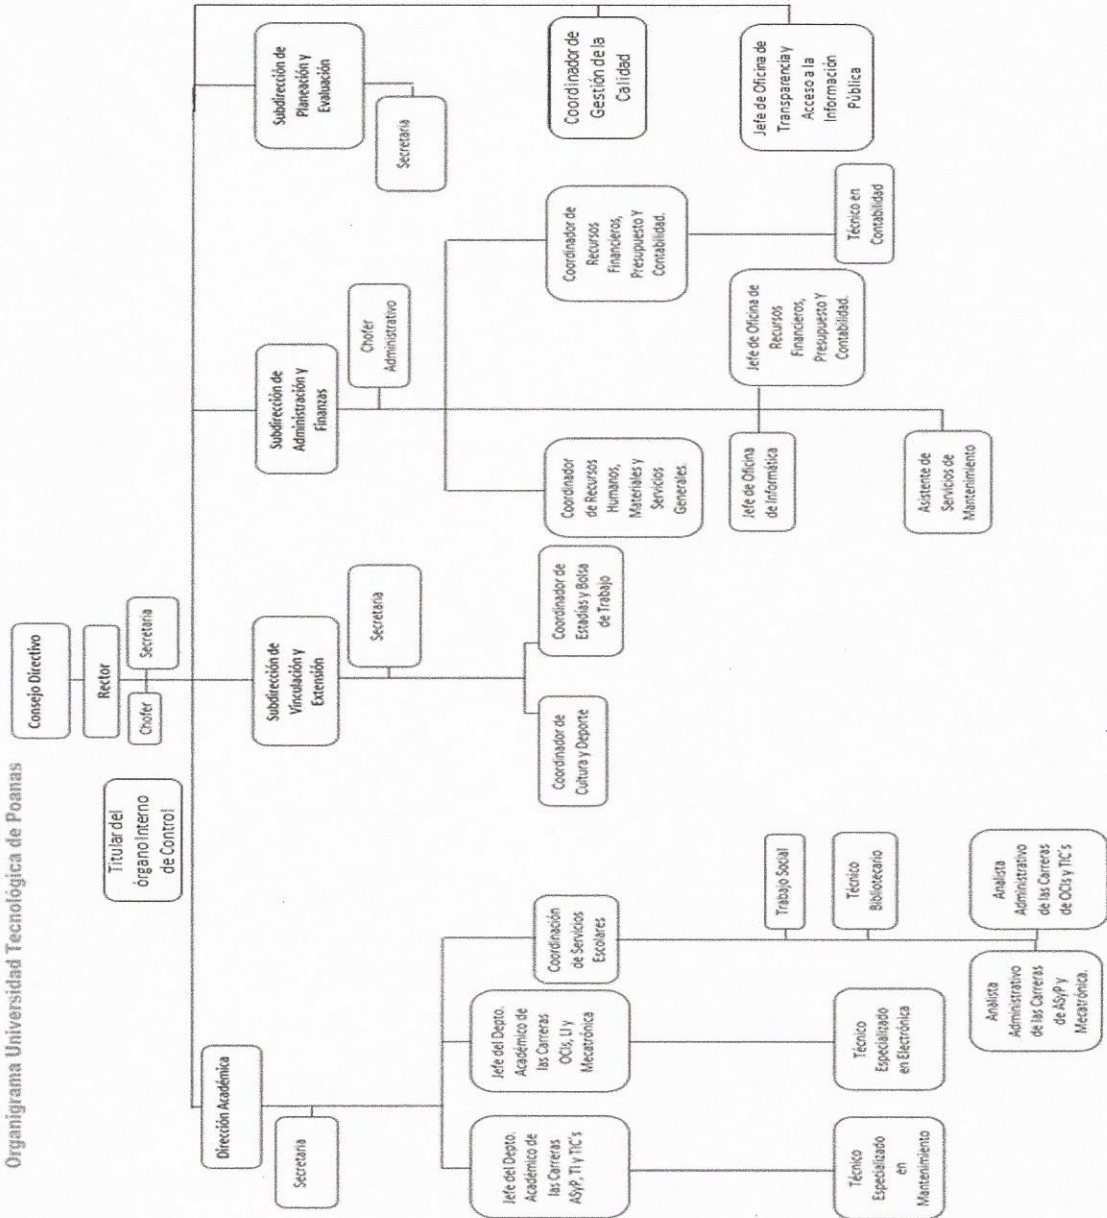 Organigrama Universidad Tecnológica de Poanas
Consejo Directivo
Rector
Chofer
Secretaria
Titular del
órgano Interno
de Control
Dirección Académica
Secretaria
Jefe del Depto.
Académico de
las Carreras
ASyP, TI y TIC's
Técnico
Especializado
en
Mantenimiento
Jefe del Depto.
Académico de
las Carreras
OCIs, LI y
Mecatrónica
Técnico
Especializado
en Electrónica
Coordinación
de Servicios
Escolares
Trabajo Social
Técnico
Bibliotecario
Analista
Administrativo
de las Carreras
de ASyP y
Mecatrónica.
Analista
Administrativo
de las Carreras
de OCIs y TIC's
Subdirección de
Vinculación y
Extensión
Secretaria
Coordinador de
Cultura y Deporte
Coordinador de
Estadías y Bolsa
de Trabajo
Subdirección de
Administración y
Finanzas
Chofer
Administrativo
Coordinador
de Recursos
Humanos,
Materiales y
Servicios
Generales.
Coordinador de
Recursos
Financieros,
Presupuesto Y
Contabilidad.
Jefe de Oficina
de Informática
Jefe de Oficina de
Recursos
Financieros,
Presupuesto Y
Contabilidad.
Técnico en
Contabilidad
Asistente de
Servicios de
Mantenimiento
Subdirección de
Planeación y
Evaluación
Secretaria
Coordinador de
Gestión de la
Calidad
Jefe de Oficina de
Transparencia y
Acceso a la
Información
Pública